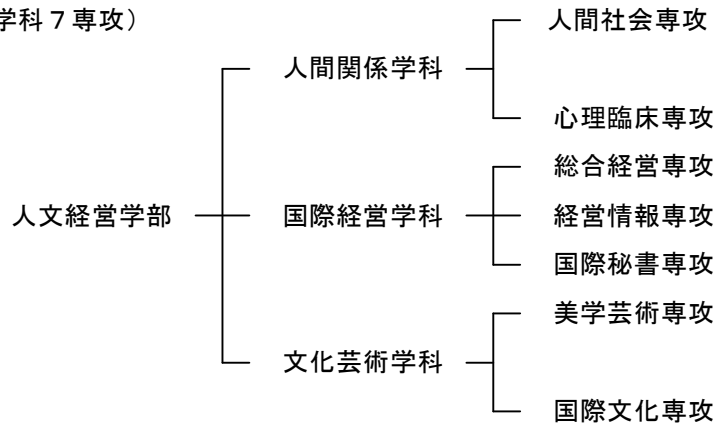 学科７専攻）
人間社会専攻
人間関係学科
心理臨床専攻
総合経営専攻
人文経営学部
国際経営学科
経営情報専攻
国際秘書専攻
美学芸術専攻
文化芸術学科
国際文化専攻